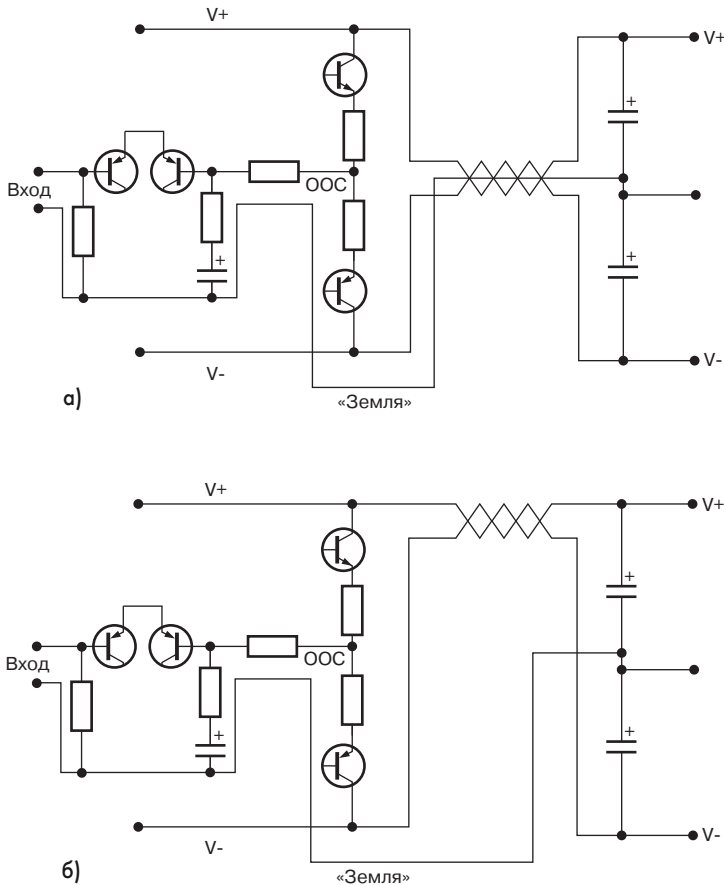 V+
V+
+
Вход
ООС
+
+
V-
V-
а)
«Земля»
V+
V+
+
Вход
ООС
+
+
V-
V-
б)
«Земля»